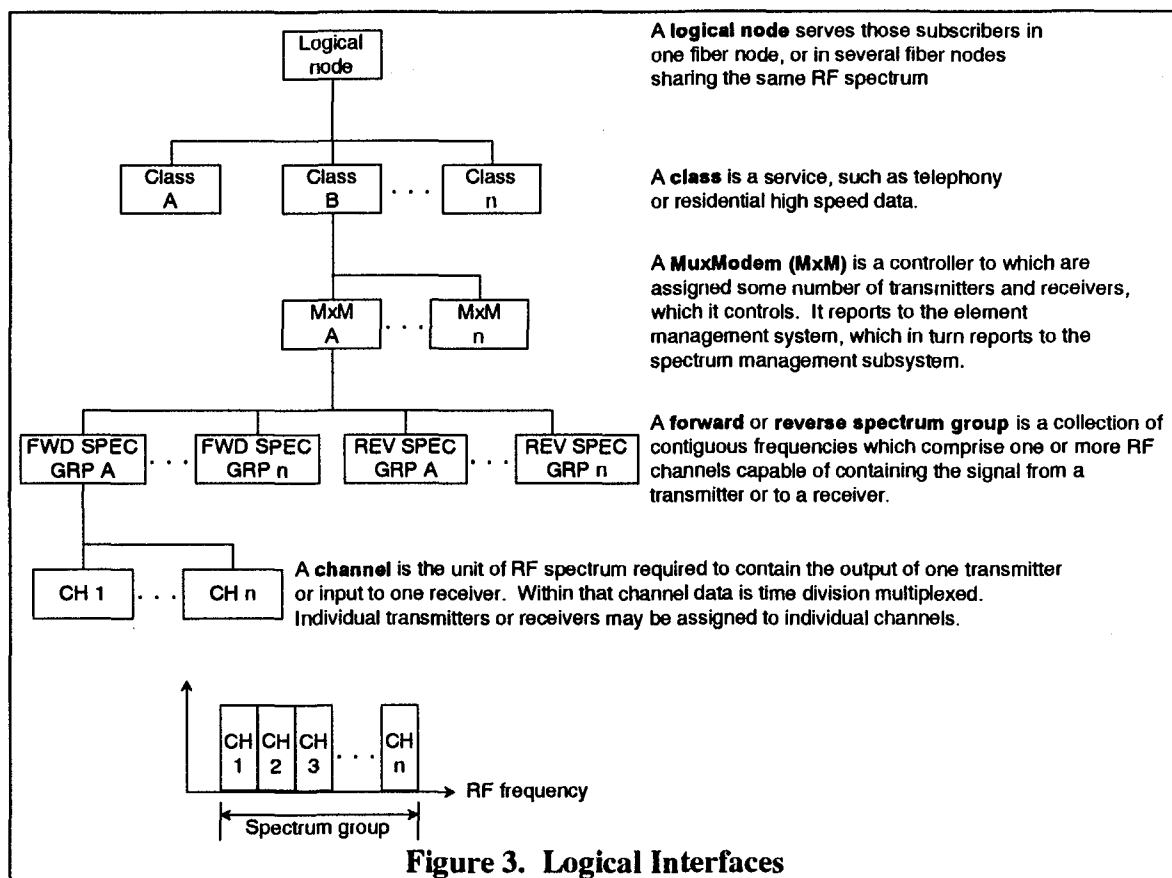 Logical
node
A logical node serves those subscribers in
one fiber node, or in several fiber nodes
sharing the same RF spectrum
Class
A
Class
B
. . .
Class
n
A class is a service, such as telephony
or residential high speed data.
MxM
A
. . .
MxM
n
A MuxModem (MxM) is a controller to which are
assigned some number of transmitters and receivers,
which it controls. It reports to the element
management system, which in turn reports to the
spectrum management subsystem.
FWD SPEC
GRP A
. . .
FWD SPEC
GRP n
REV SPEC
GRP A
. . .
REV SPEC
GRP n
A forward or reverse spectrum group is a collection of
contiguous frequencies which comprise one or more RF
channels capable of containing the signal from a
transmitter or to a receiver.
CH 1
. . .
CH n
A channel is the unit of RF spectrum required to contain the output of one transmitter
or input to one receiver. Within that channel data is time division multiplexed.
Individual transmitters or receivers may be assigned to individual channels.
CH
1
CH
2
CH
3
. . .
CH
n
RF frequency
Spectrum group
Figure 3. Logical Interfaces